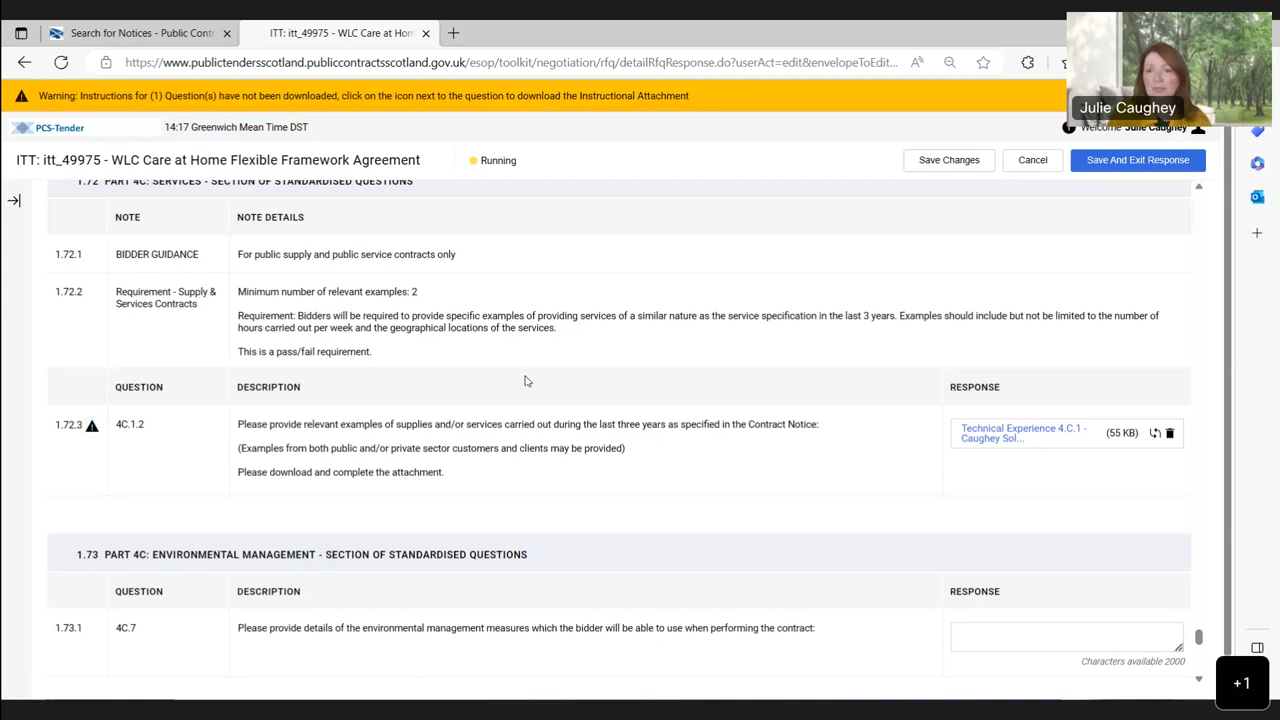 Search for Notices - Public Contr
ITT: itt_49975 - WLC Care at Hom
https://www.publictendersscotland.publiccontractsscotland.gov.uk/esop/toolkit/negotiation/rfq/detailRfqResponse.do?userAct=edit&envelopeToEdit...
Julie Caughey
Warning: Instructions for (1) Question(s) have not been downloaded, click on the icon next to the question to download the Instructional Attachment
PCS-Tender
14:17 Greenwich Mean Time DST
Welcome Julie Caughey
ITT: itt_49975 - WLC Care at Home Flexible Framework Agreement
Running
Save Changes
Cancel
Save And Exit Response
1.72 PART 4C: SERVICES - SECTION OF STANDARDISED QUESTIONS
NOTE
NOTE DETAILS
1.72.1
BIDDER GUIDANCE
For public supply and public service contracts only
1.72.2
Requirement - Supply &
Services Contracts
Minimum number of relevant examples: 2
Requirement: Bidders will be required to provide specific examples of providing services of a similar nature as the service specification in the last 3 years. Examples should include but not be limited to the number of
hours carried out per week and the geographical locations of the services.
This is a pass/fail requirement.
QUESTION
DESCRIPTION
RESPONSE
1.72.3
4C.1.2
Please provide relevant examples of supplies and/or services carried out during the last three years as specified in the Contract Notice:
(Examples from both public and/or private sector customers and clients may be provided)
Please download and complete the attachment.
Technical Experience 4.C.1 -
Caughey Sol...
(55 KB)
1.73 PART 4C: ENVIRONMENTAL MANAGEMENT - SECTION OF STANDARDISED QUESTIONS
QUESTION
DESCRIPTION
RESPONSE
1.73.1
4C.7
Please provide details of the environmental management measures which the bidder will be able to use when performing the contract:
Characters available 2000
+1